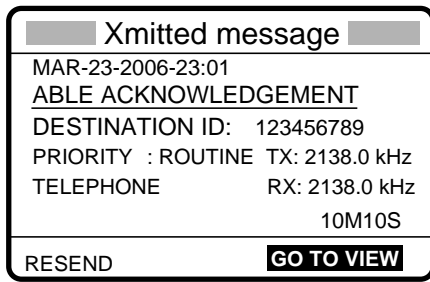 Xmitted message
MAR-23-2006-23:01
ABLE ACKNOWLEDGEMENT
DESTINATION ID: 123456789
PRIORITY : ROUTINE TX: 2138.0 kHz
TELEPHONE RX: 2138.0 kHz
10M10S
RESEND GO TO VIEW